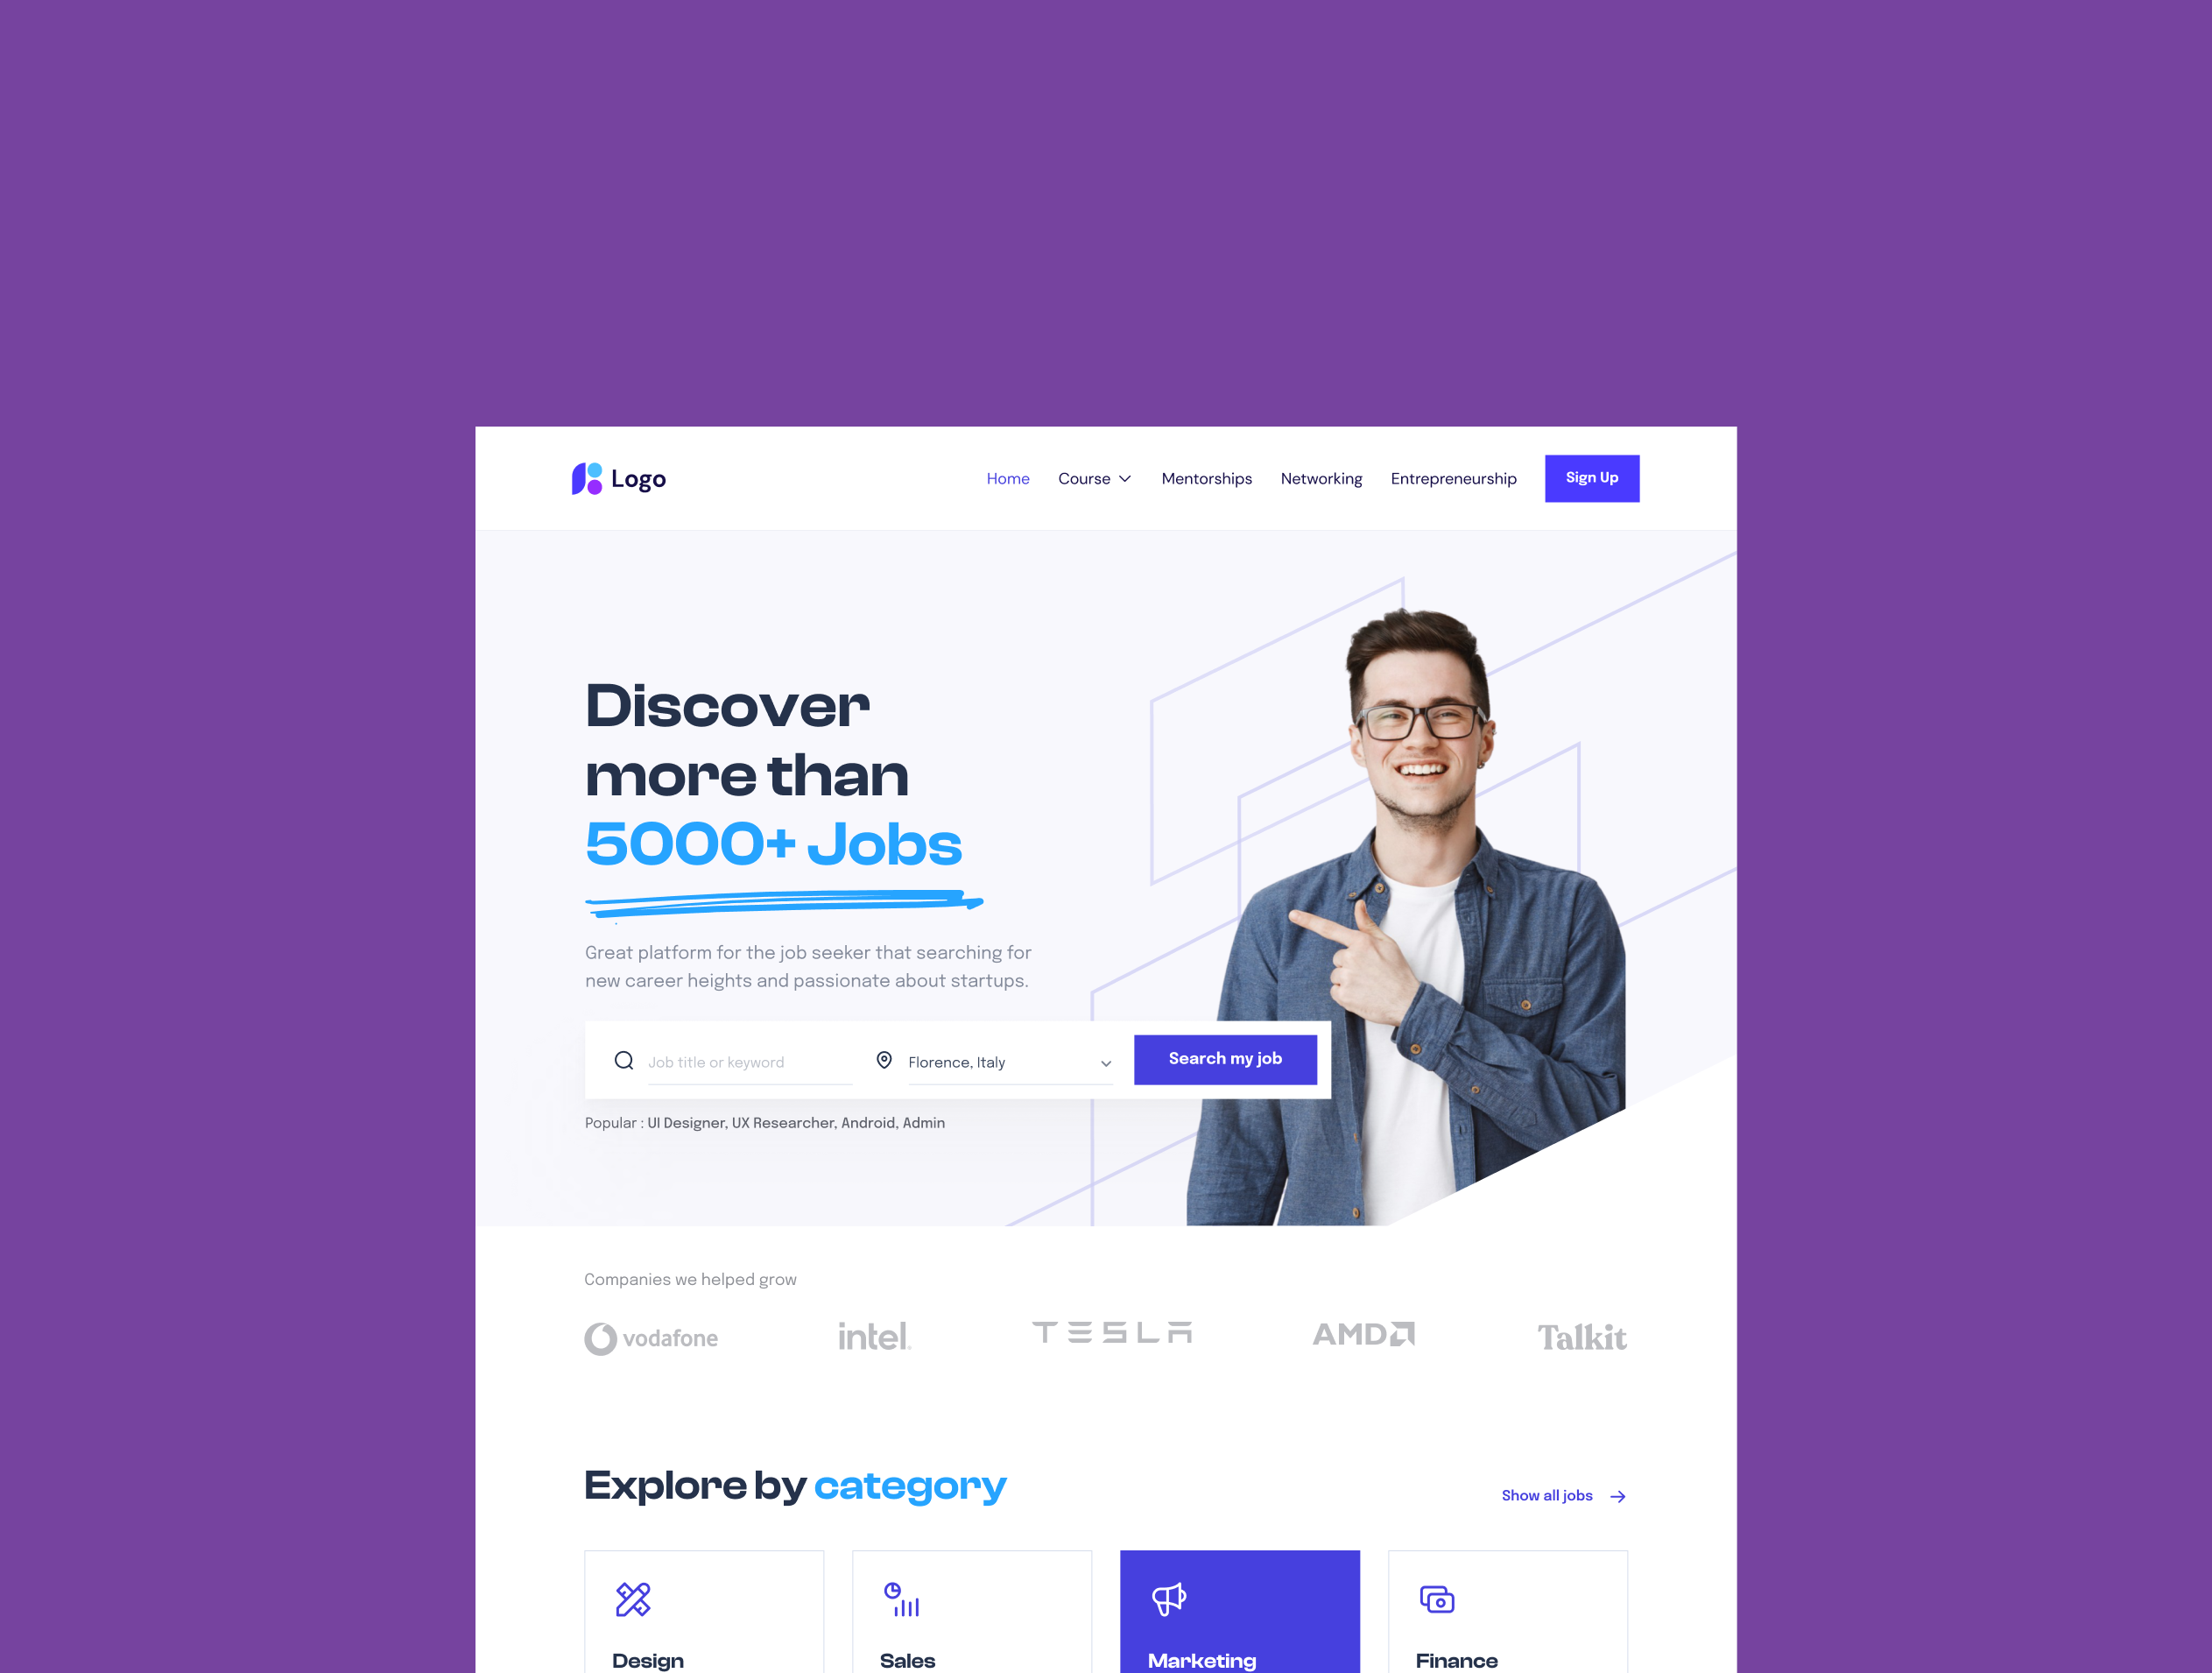 Logo
Home Course Mentorships Networking Entrepreneurship Sign Up
Discover
more than
5000+ Jobs
Great platform for the job seeker that searching for
new career heights and passionate about startups.
Job title or keyword Florence, Italy Search my job
Popular : UI Designer, UX Researcher, Android, Admin
Companies we helped grow
vodafone intel. TESLA AMD Talkit
Explore by category
Show all jobs
Design Sales Marketing Finance